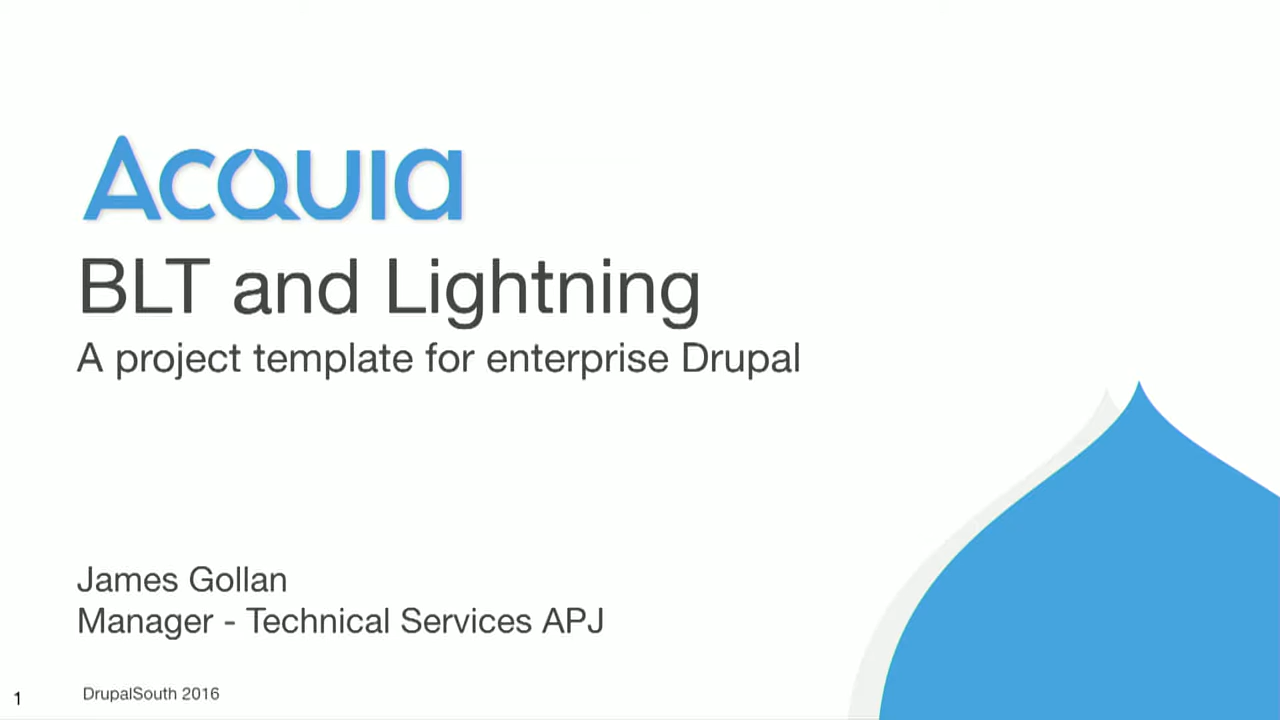 Acquia
BLT and Lightning
A project template for enterprise Drupal
James Gollan
Manager - Technical Services APJ
1
DrupalSouth 2016